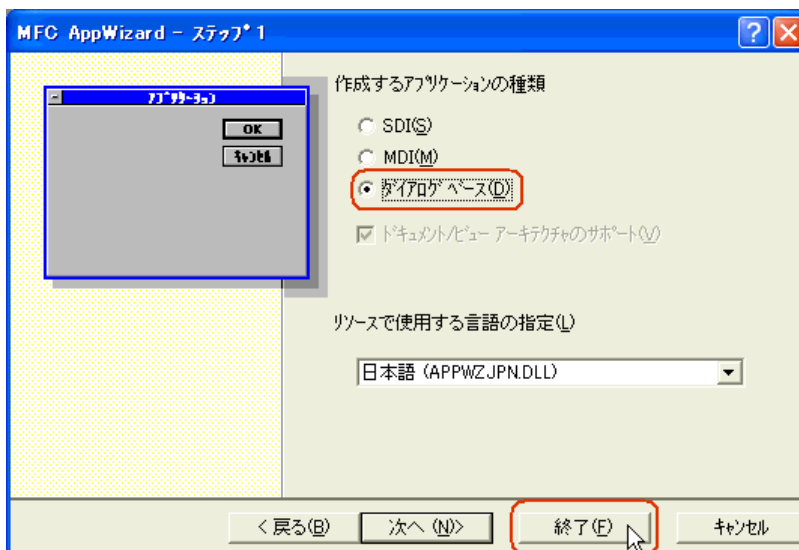 MFC AppWizard - ステップ 1
アプリケーション
OK
キャンセル
作成するアプリケーションの種類
SDI(S)
MDI(M)
ダイアログ ベース(D)
ドキュメント/ビュー アーキテクチャのサポート(V)
リソースで使用する言語の指定(L)
日本語 (APPWZJPN.DLL)
< 戻る(B)
次へ (N)>
終了(F)
キャンセル